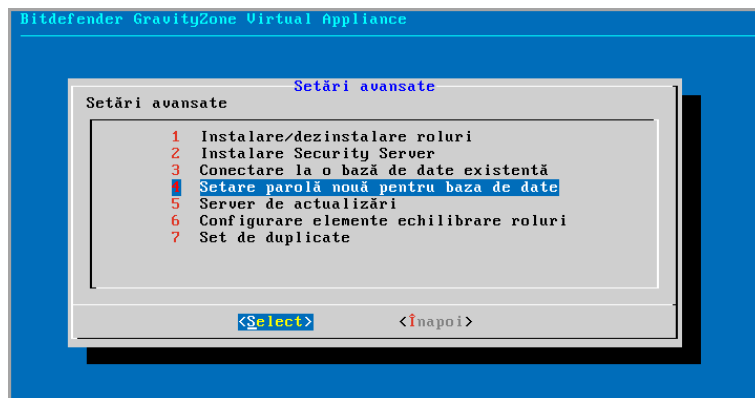 Bitdefender GravityZone Virtual Appliance
Setări avansate
Setări avansate
1 Instalare/dezinstalare roluri
2 Instalare Security Server
3 Conectare la o bază de date existentă
4 Setare parolă nouă pentru baza de date
5 Server de actualizări
6 Configurare elemente echilibrare roluri
7 Set de duplicate
<Select> <Înapoi>